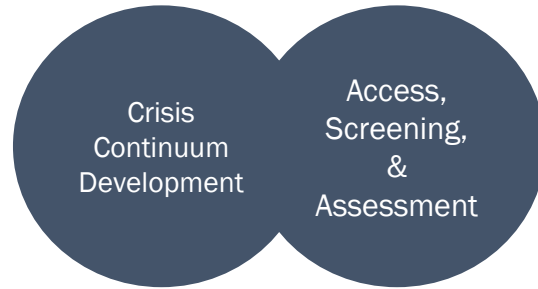 Crisis
Continuum
Development
Access,
Screening,
&
Assessment